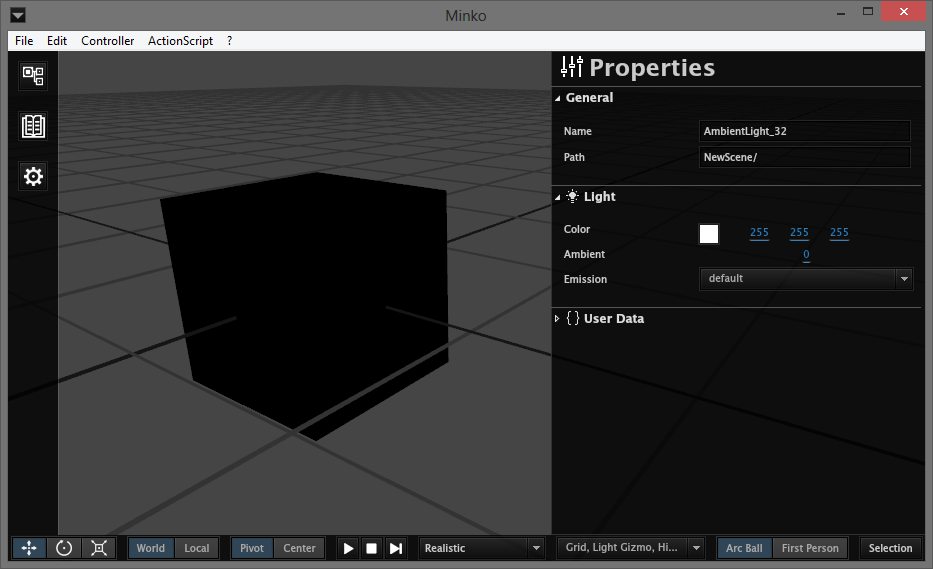 Minko
File Edit Controller ActionScript ?
Properties
General
Name AmbientLight_32
Path NewScene/
Light
Color 255 255 255
Ambient 0
Emission default
{} User Data
World Local Pivot Center Realistic Grid, Light Gizmo, Hi... Arc Ball First Person Selection